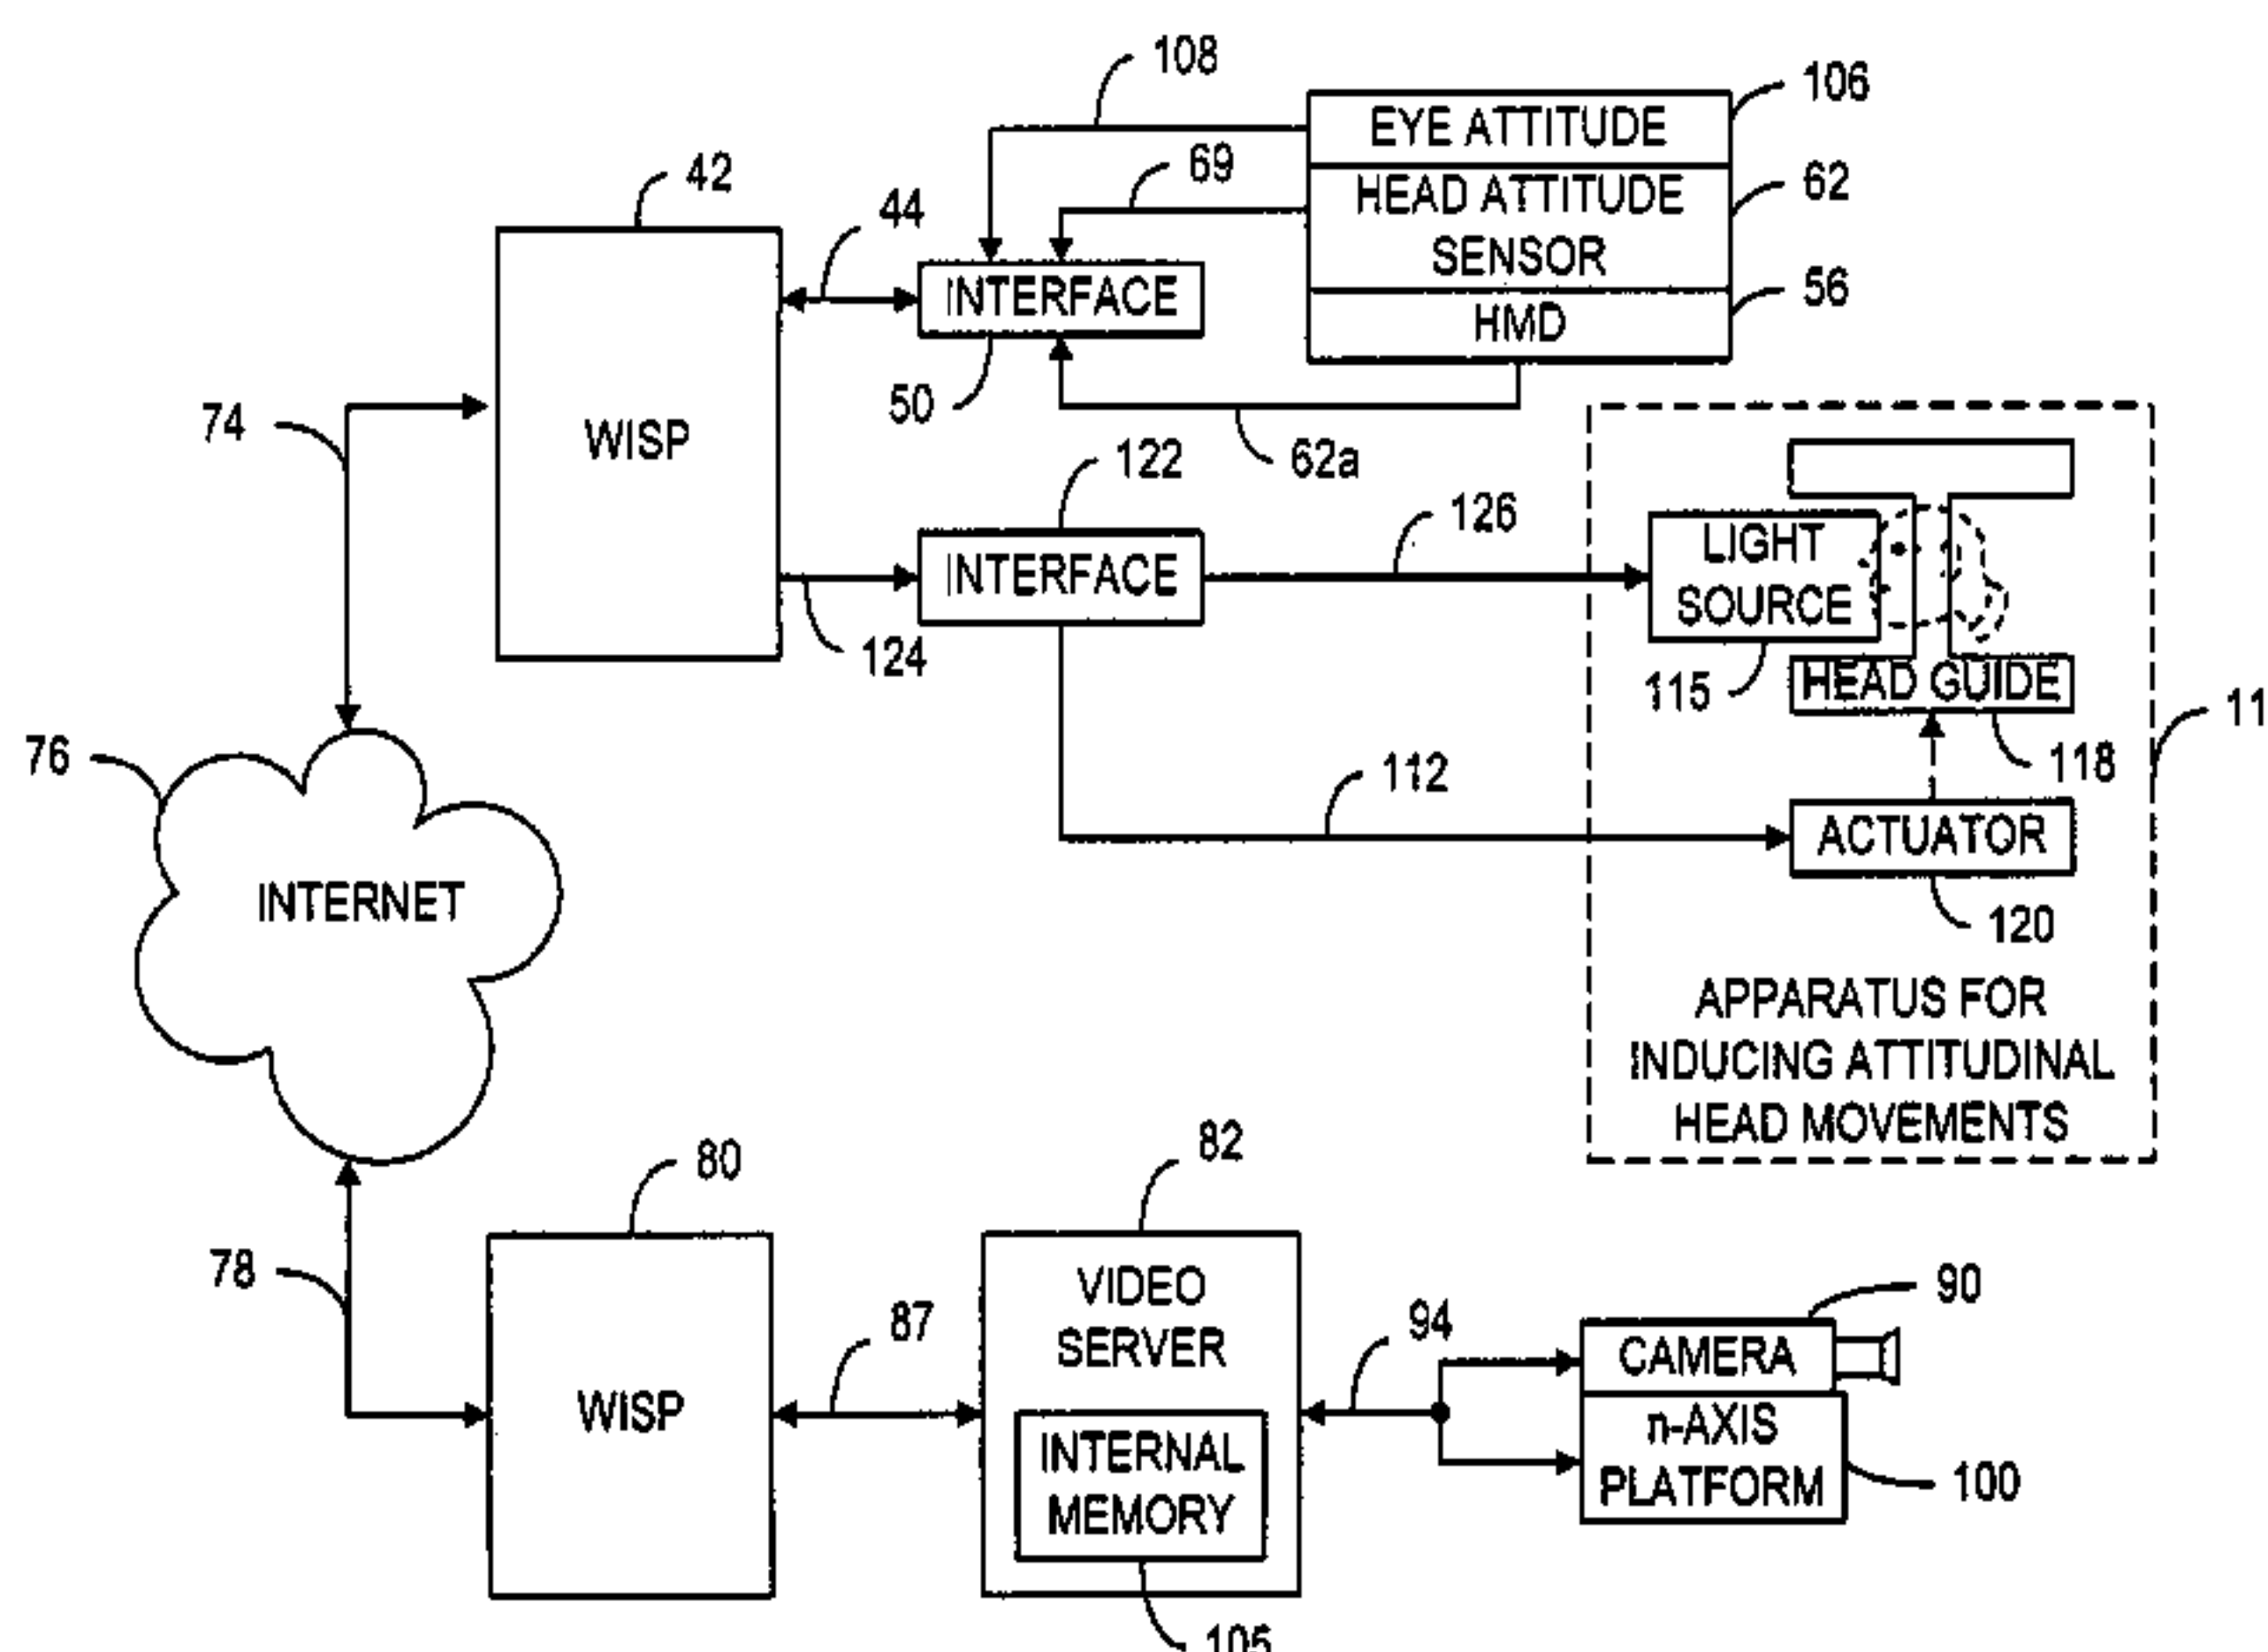 108
106
EYE ATTITUDE
69
42
44
62
HEAD ATTITUDE
SENSOR
INTERFACE
56
HMD
50
74
WISP
62a
122
126
LIGHT
SOURCE
INTERFACE
124
115
HEAD GUIDE
11
76
118
112
ACTUATOR
INTERNET
120
APPARATUS FOR
INDUCING ATTITUDINAL
HEAD MOVEMENTS
80
82
78
90
VIDEO
SERVER
87
94
CAMERA
WISP
n-AXIS
PLATFORM
INTERNAL
MEMORY
100
105